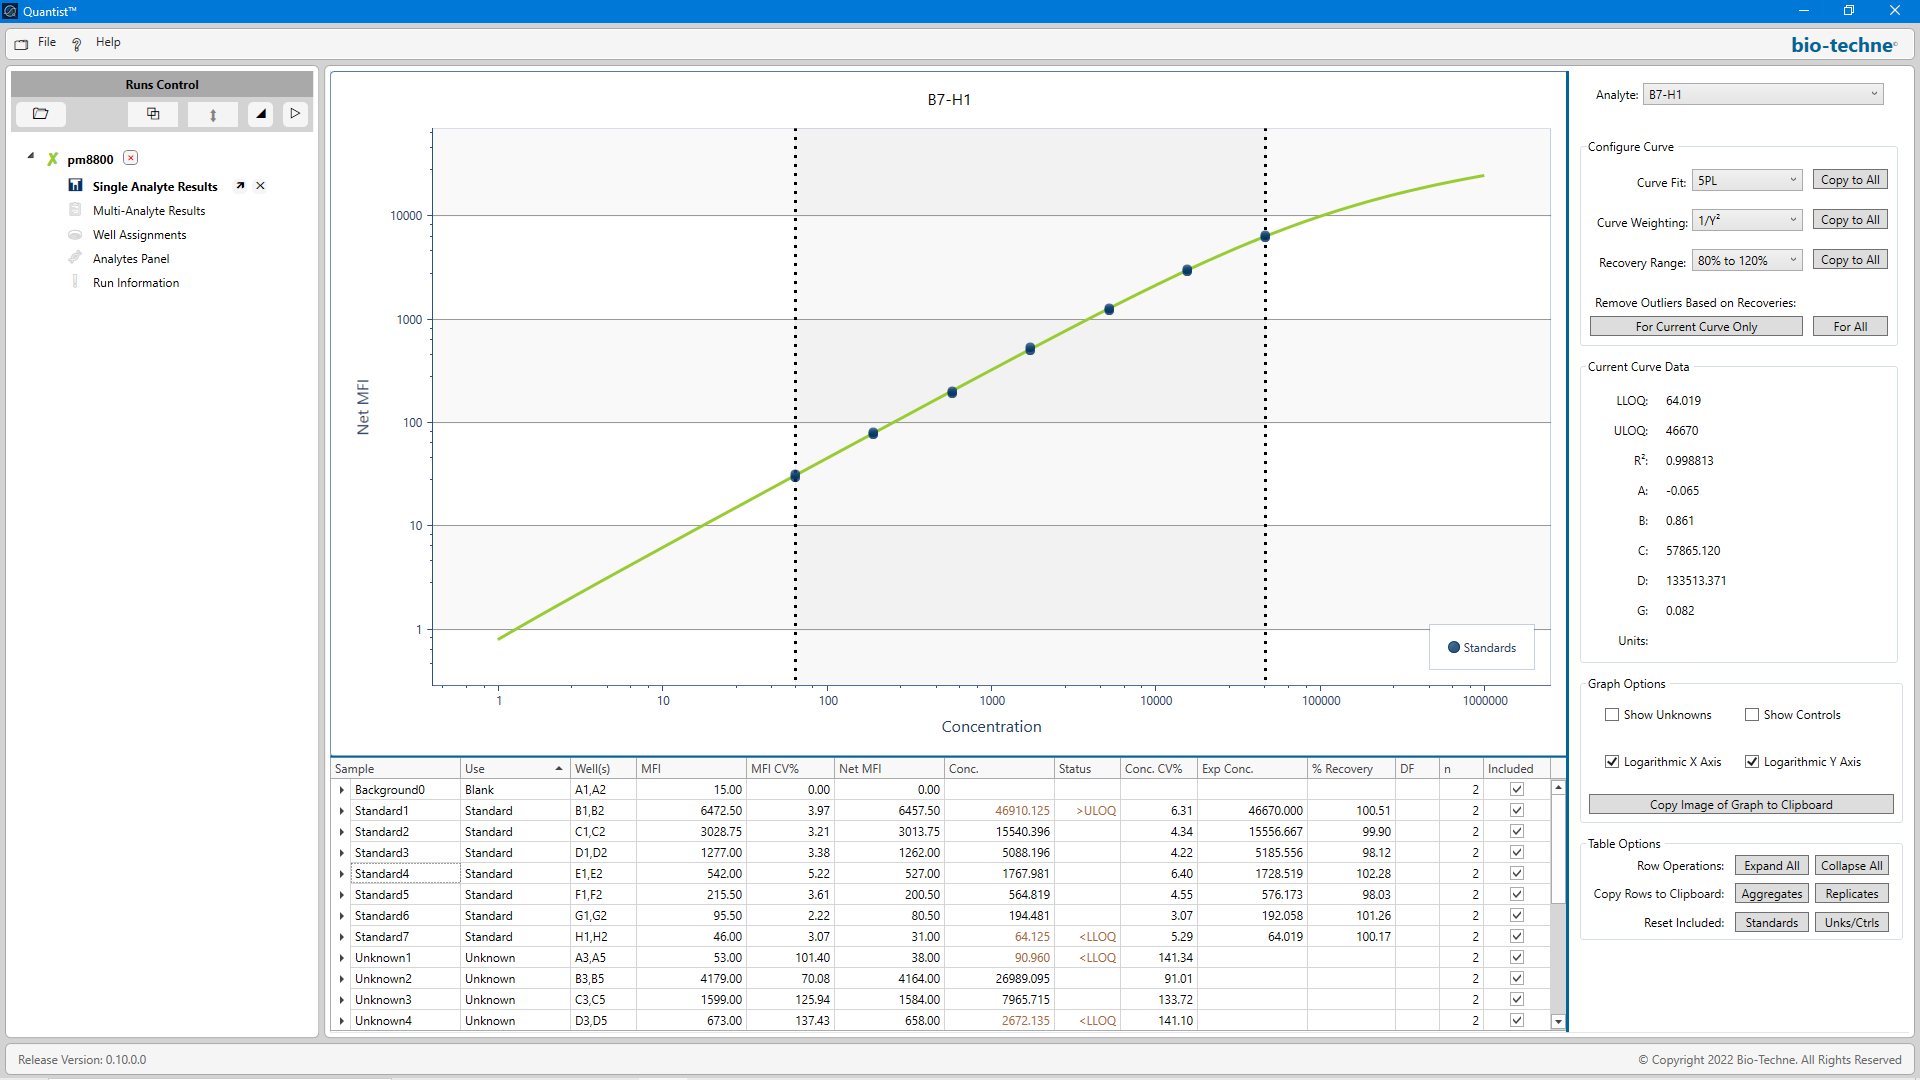 Quantist™
File Help
bio-techne
Runs Control
pm8800
Single Analyte Results
Multi-Analyte Results
Well Assignments
Analytes Panel
Run Information
B7-H1
Net MFI
10000
1000
100
10
1
1 10 100 1000 10000 100000 1000000
Concentration
Standards
Sample Use Well(s) MFI MFI CV% Net MFI Conc. Status Conc. CV% Exp Conc. % Recovery DF n Included
Background0 Blank A1,A2 15.00 0.00 0.00 2
Standard1 Standard B1,B2 6472.50 3.97 6457.50 46910.125 >ULOQ 6.31 46670.000 100.51 2
Standard2 Standard C1,C2 3028.75 3.21 3013.75 15540.396 4.34 15556.667 99.90 2
Standard3 Standard D1,D2 1277.00 3.38 1262.00 5088.196 4.22 5185.556 98.12 2
Standard4 Standard E1,E2 542.00 5.22 527.00 1767.981 6.40 1728.519 102.28 2
Standard5 Standard F1,F2 215.50 3.61 200.50 564.819 4.55 576.173 98.03 2
Standard6 Standard G1,G2 95.50 2.22 80.50 194.481 3.07 192.058 101.26 2
Standard7 Standard H1,H2 46.00 3.07 31.00 64.125 <LLOQ 5.29 64.019 100.17 2
Unknown1 Unknown A3,A5 53.00 101.40 38.00 90.960 <LLOQ 141.34 2
Unknown2 Unknown B3,B5 4179.00 70.08 4164.00 26989.095 91.01 2
Unknown3 Unknown C3,C5 1599.00 125.94 1584.00 7965.715 133.72 2
Unknown4 Unknown D3,D5 673.00 137.43 658.00 2672.135 <LLOQ 141.10 2
Analyte: B7-H1
Configure Curve
Curve Fit: 5PL Copy to All
Curve Weighting: 1/Y² Copy to All
Recovery Range: 80% to 120% Copy to All
Remove Outliers Based on Recoveries:
For Current Curve Only For All
Current Curve Data
LLOQ: 64.019
ULOQ: 46670
R²: 0.998813
A: -0.065
B: 0.861
C: 57865.120
D: 133513.371
G: 0.082
Units:
Graph Options
Show Unknowns Show Controls
Logarithmic X Axis Logarithmic Y Axis
Copy Image of Graph to Clipboard
Table Options
Row Operations: Expand All Collapse All
Copy Rows to Clipboard: Aggregates Replicates
Reset Included: Standards Unks/Ctrls
Release Version: 0.10.0.0
© Copyright 2022 Bio-Techne. All Rights Reserved